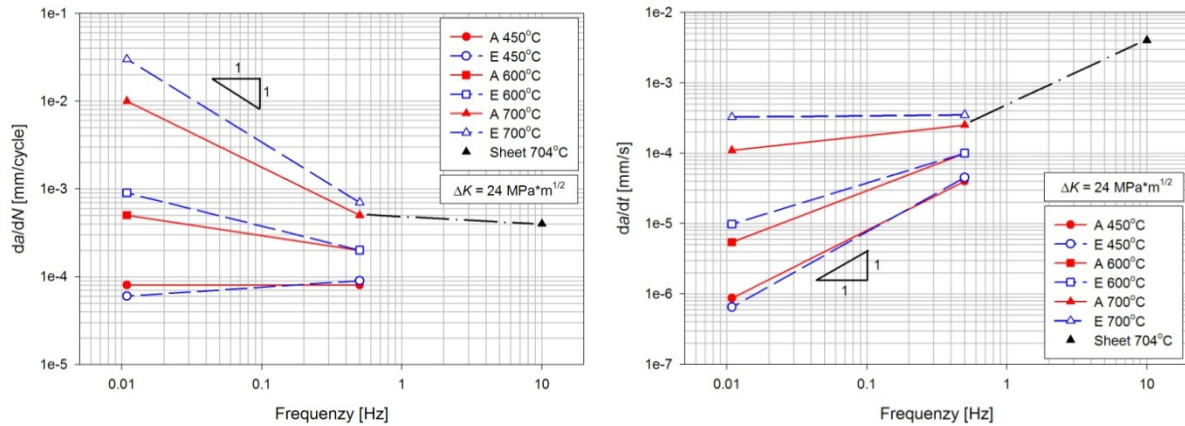 1e-1
1e-2
1e-3
1e-4
1e-5
da/dN [mm/cycle]
1
1
A 450°C
E 450°C
A 600°C
E 600°C
A 700°C
E 700°C
Sheet 704°C
ΔK = 24 MPa*m1/2
0.01
0.1
1
10
Frequenzy [Hz]
1e-2
1e-3
1e-4
1e-5
1e-6
1e-7
da/dt [mm/s]
ΔK = 24 MPa*m1/2
A 450°C
E 450°C
A 600°C
E 600°C
A 700°C
E 700°C
Sheet 704°C
1
1
0.01
0.1
1
10
Frequenzy [Hz]